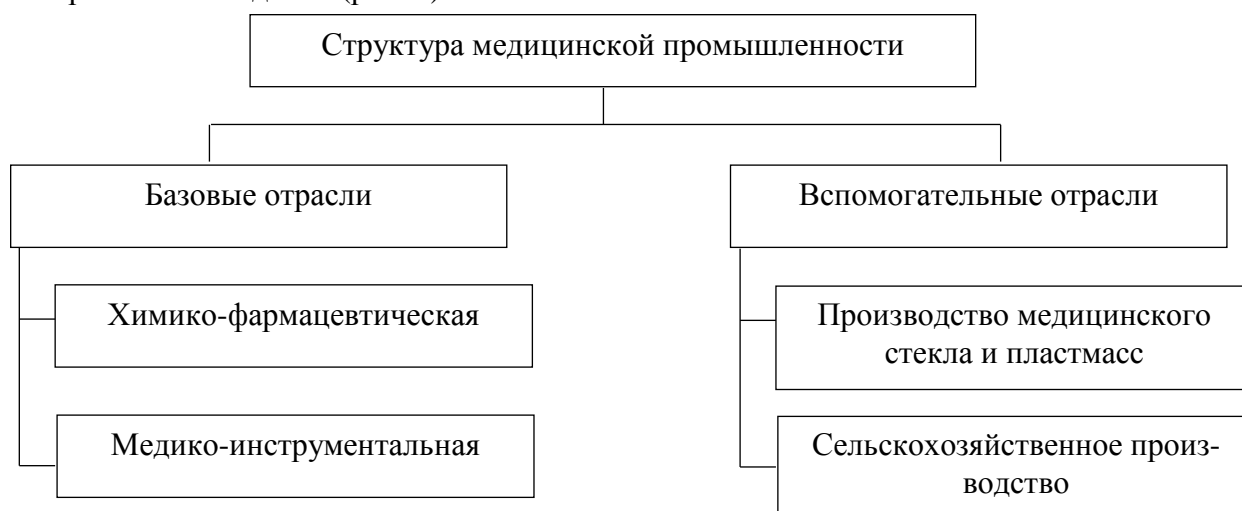 Структура медицинской промышленности
Базовые отрасли
Вспомогательные отрасли
Химико-фармацевтическая
Производство медицинского
стекла и пластмасс
Медико-инструментальная
Сельскохозяйственное произ-
водство